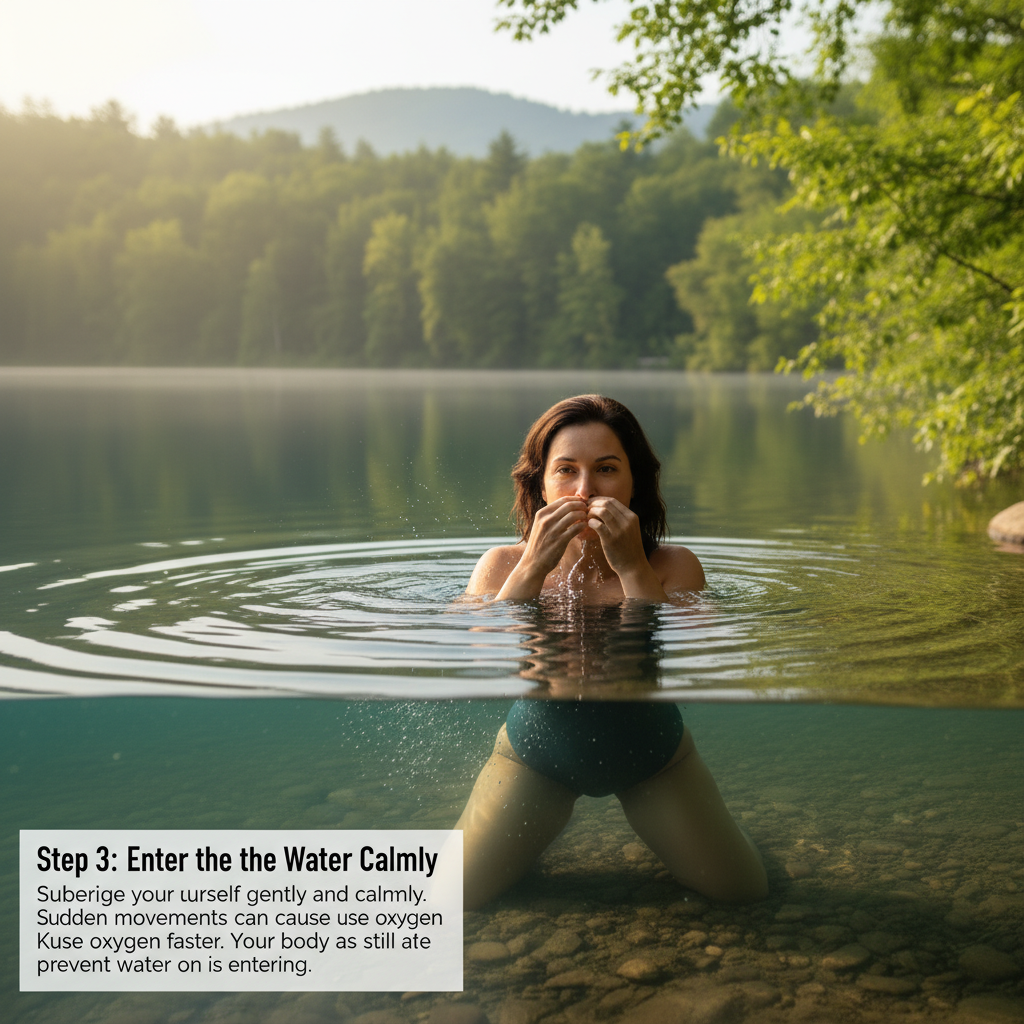 Step 3: Enter the the Water Calmly
Suberige your urself gently and calmly.
Sudden movements can cause use oxygen
Kuse oxygen faster. Your body as still ate
prevent water on is entering.